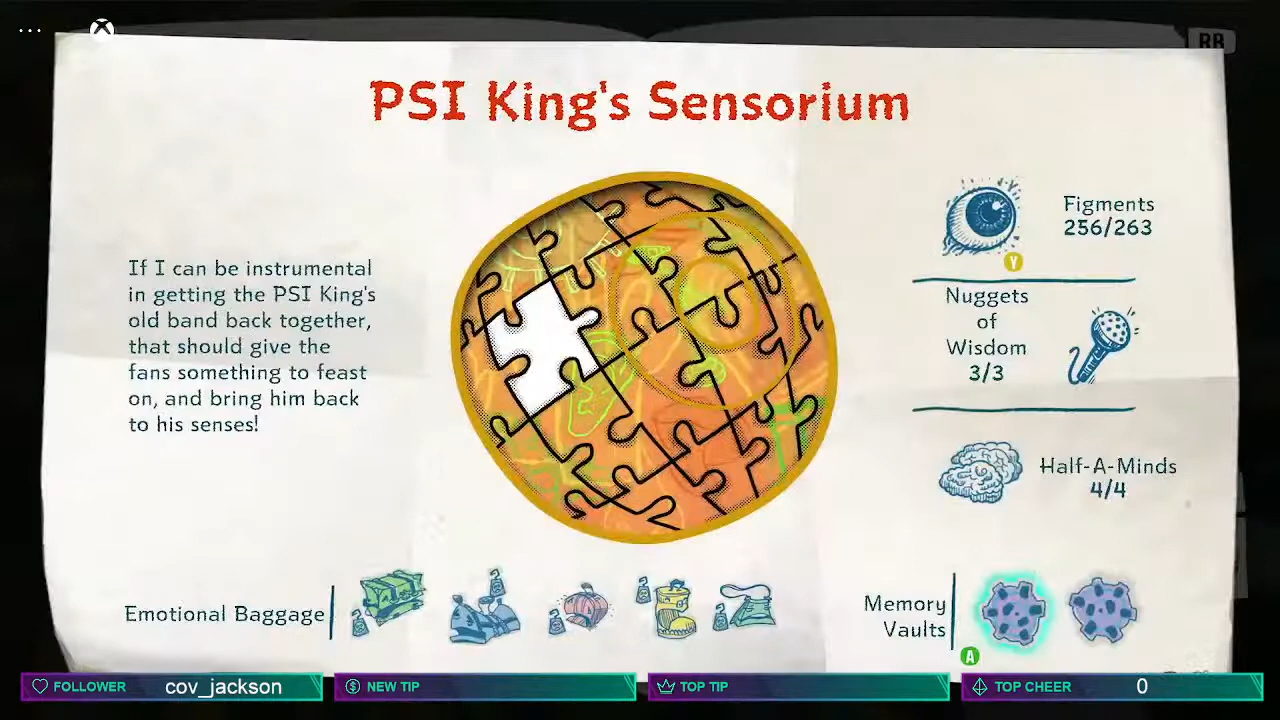 ...
RB
PSI King's Sensorium
If I can be instrumental
in getting the PSI King's
old band back together,
that should give the
fans something to feast
on, and bring him back
to his senses!
Figments
256/263
Y
Nuggets
of
Wisdom
3/3
Half-A-Minds
4/4
Emotional Baggage
Memory
Vaults
A
FOLLOWER cov_jackson NEW TIP TOP TIP TOP CHEER 0